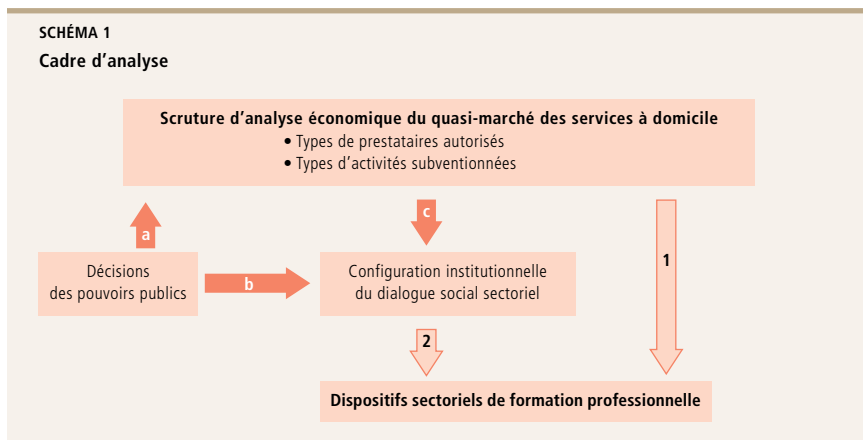 SCHÉMA 1
Cadre d’analyse
Scruture d’analyse économique du quasi-marché des services à domicile
• Types de prestataires autorisés
• Types d’activités subventionnées
a
c
1
Décisions
des pouvoirs publics
b
Configuration institutionnelle
du dialogue social sectoriel
2
Dispositifs sectoriels de formation professionnelle